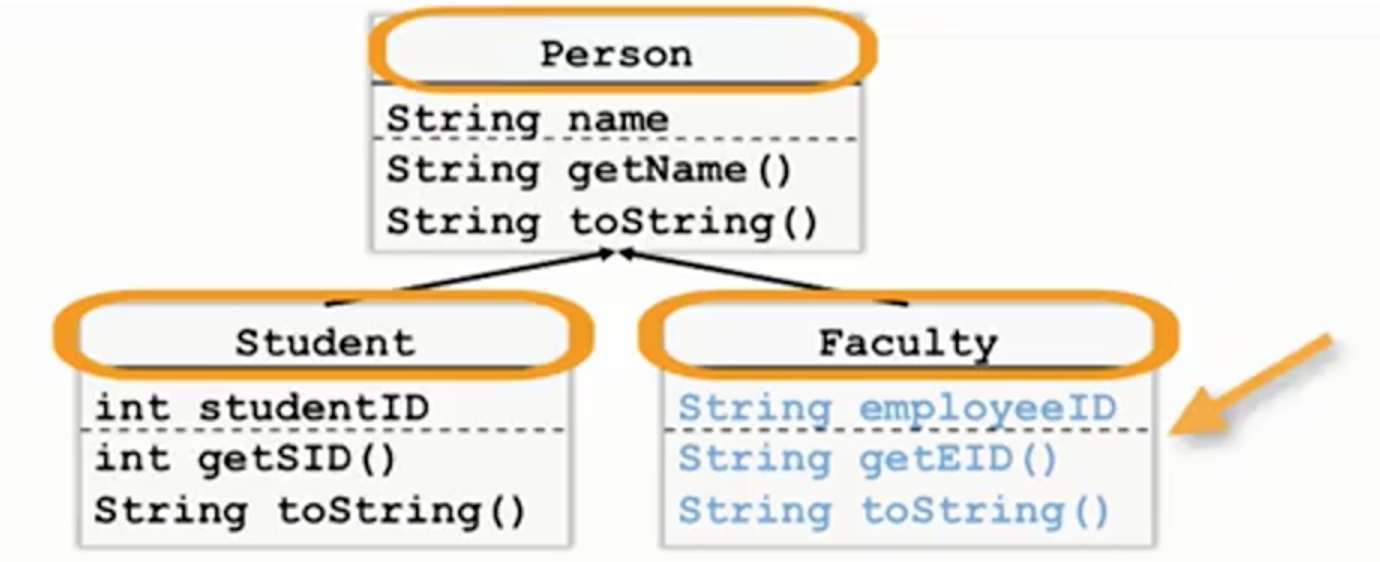 Person
String name
String getName()
String toString()
Student
int studentID
int getSID()
String toString()
Faculty
String employeeID
String getEID()
String toString()